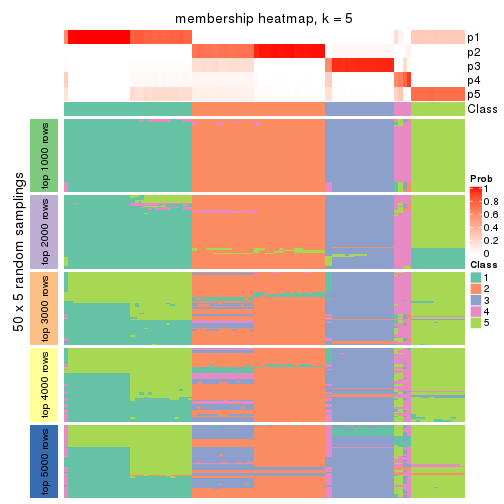 membership heatmap, k = 5
p1
p2
p3
p4
p5
Class
50 x 5 random samplings
top 1000 rows
top 2000 rows
top 3000 rows
top 4000 rows
top 5000 rows
Prob
1
0.8
0.6
0.4
0.2
0
Class
1
2
3
4
5